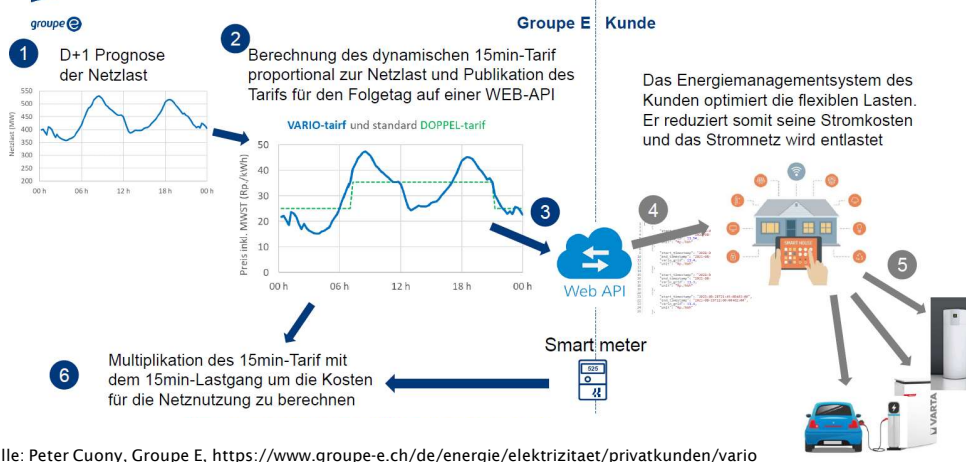 groupe e
Groupe E Kunde
1
D+1 Prognose
der Netzlast
Netzlast (MW)
550
500
450
400
350
300
250
200
00 h 06 h 12 h 18 h 00 h
2
Berechnung des dynamischen 15min-Tarif
proportional zur Netzlast und Publikation des
Tarifs für den Folgetag auf einer WEB-API
VARIO-tairf und standard DOPPEL-tarif
Preis inkl. MWST (Rp./kWh)
50
40
30
20
10
0
00 h 06 h 12 h 18 h 00 h
3
Web API
Das Energiemanagementsystem des
Kunden optimiert die flexiblen Lasten.
Er reduziert somit seine Stromkosten
und das Stromnetz wird entlastet
4
SMART HOUSE
5
VARTA
Smart meter
525
6
Multiplikation des 15min-Tarif mit
dem 15min-Lastgang um die Kosten
für die Netznutzung zu berechnen
lle: Peter Cuony, Groupe E, https://www.groupe-e.ch/de/energie/elektrizitaet/privatkunden/vario